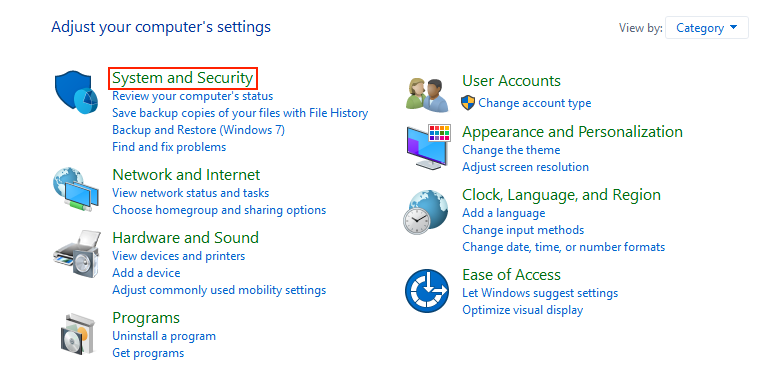 Adjust your computer's settings
View by: Category
System and Security
Review your computer's status
Save backup copies of your files with File History
Backup and Restore (Windows 7)
Find and fix problems
Network and Internet
View network status and tasks
Choose homegroup and sharing options
Hardware and Sound
View devices and printers
Add a device
Adjust commonly used mobility settings
Programs
Uninstall a program
Get programs
User Accounts
Change account type
Appearance and Personalization
Change the theme
Adjust screen resolution
Clock, Language, and Region
Add a language
Change input methods
Change date, time, or number formats
Ease of Access
Let Windows suggest settings
Optimize visual display